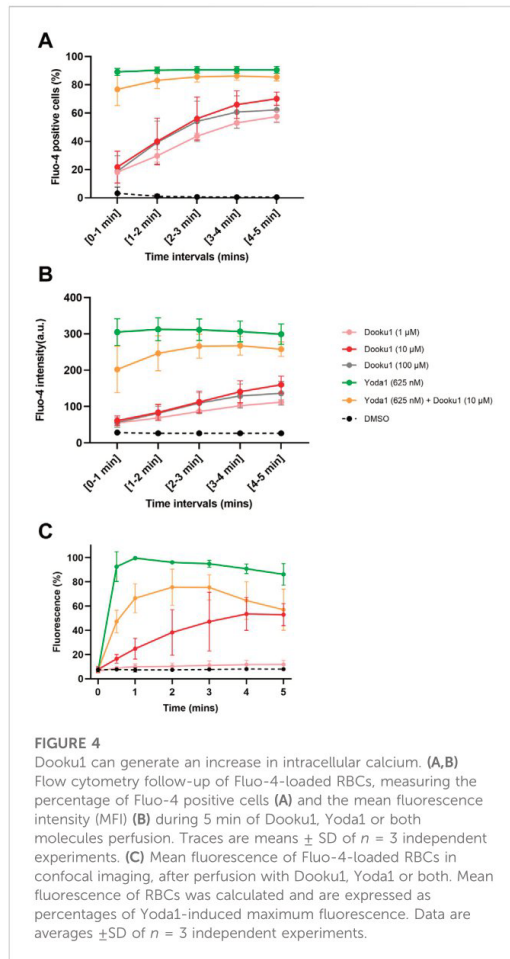 A
Fluo-4 positive cells (%)
100
80
60
40
20
0
[0-1 min]
[1-2 min]
[2-3 min]
[3-4 min]
[4-5 min]
Time intervals (mins)
B
Fluo-4 intensity(a.u.)
400
300
200
100
0
[0-1 min]
[1-2 min]
[2-3 min]
[3-4 min]
[4-5 min]
Time intervals (mins)
Dooku1 (1 µM)
Dooku1 (10 µM)
Dooku1 (100 µM)
Yoda1 (625 nM)
Yoda1 (625 nM) + Dooku1 (10 µM)
DMSO
C
Fluorescence (%)
100
80
60
40
20
0
0 1 2 3 4 5
Time (mins)
FIGURE 4
Dooku1 can generate an increase in intracellular calcium. (A,B)
Flow cytometry follow-up of Fluo-4-loaded RBCs, measuring the
percentage of Fluo-4 positive cells (A) and the mean fluorescence
intensity (MFI) (B) during 5 min of Dooku1, Yoda1 or both
molecules perfusion. Traces are means ± SD of n = 3 independent
experiments. (C) Mean fluorescence of Fluo-4-loaded RBCs in
confocal imaging, after perfusion with Dooku1, Yoda1 or both. Mean
fluorescence of RBCs was calculated and are expressed as
percentages of Yoda1-induced maximum fluorescence. Data are
averages ±SD of n = 3 independent experiments.